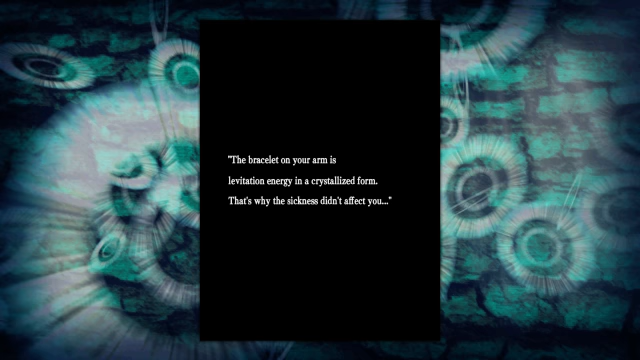 "The bracelet on your arm is
levitation energy in a crystallized form.
That's why the sickness didn't affect you..."